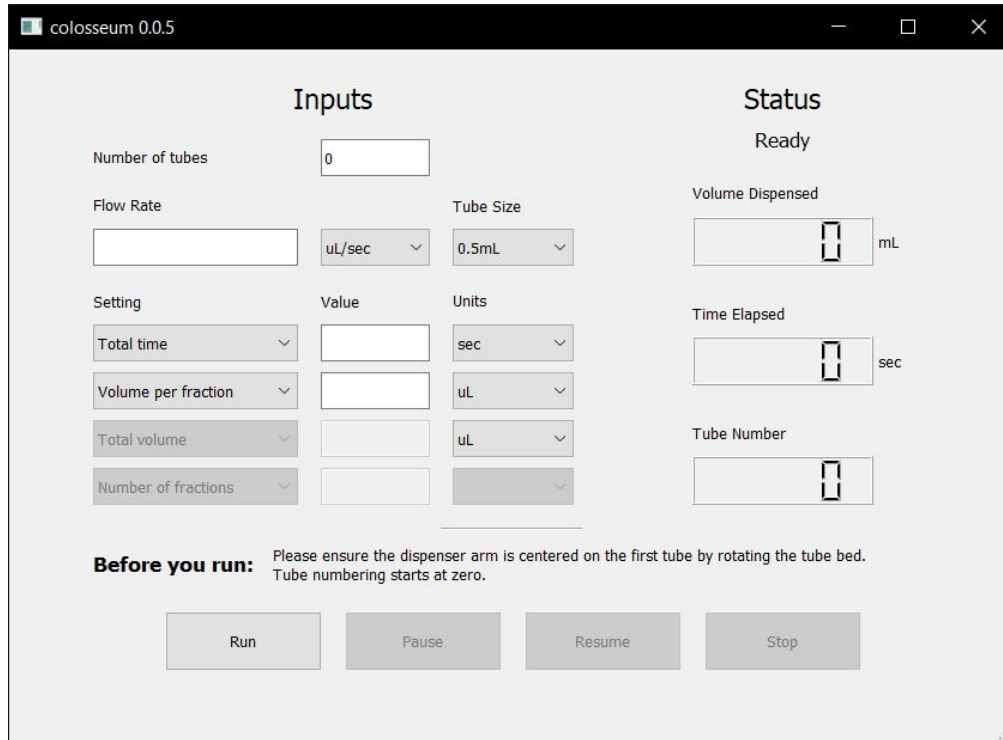 colosseum 0.0.5
Inputs
Status
Ready
Number of tubes
0
Flow Rate
Tube Size
uL/sec
0.5mL
Volume Dispensed
0
mL
Setting
Value
Units
Total time
sec
Volume per fraction
uL
Total volume
uL
Number of fractions
Time Elapsed
0
sec
Tube Number
0
Before you run:
Please ensure the dispenser arm is centered on the first tube by rotating the tube bed.
Tube numbering starts at zero.
Run
Pause
Resume
Stop